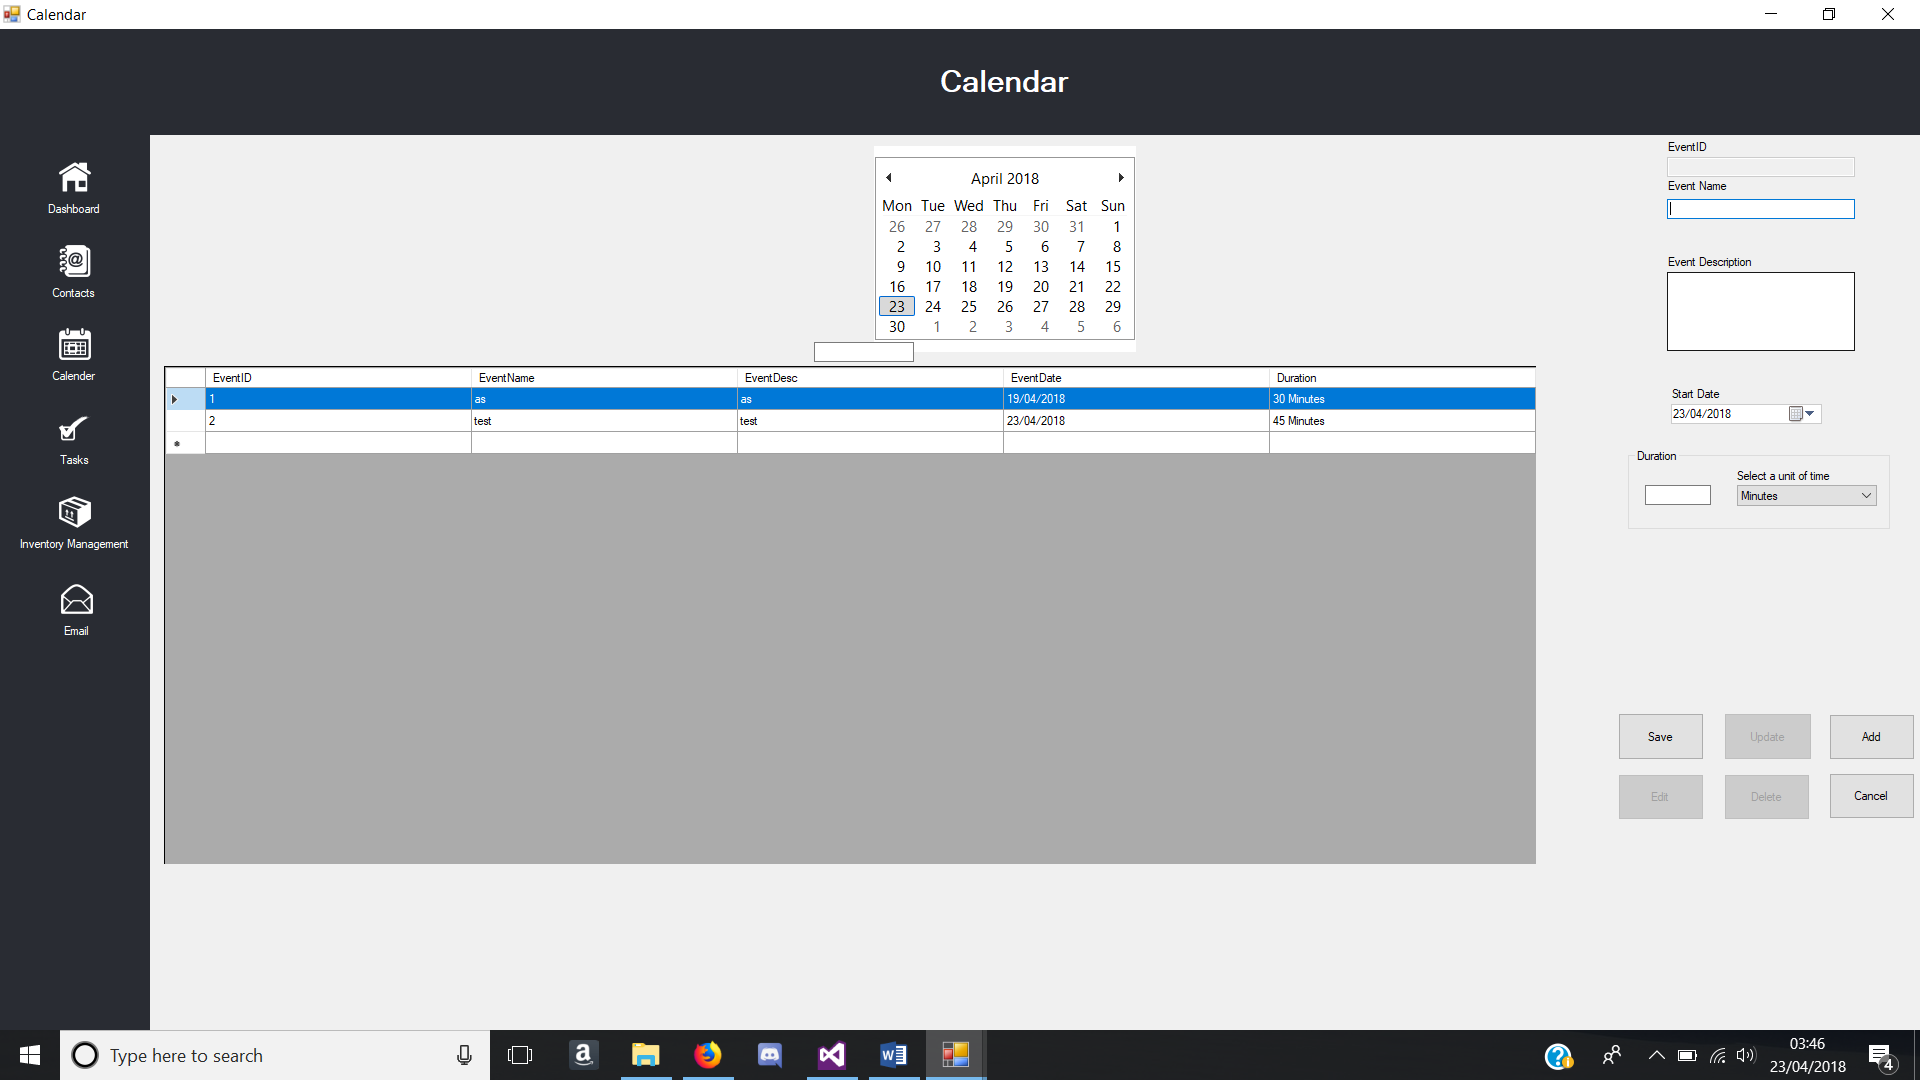 Calendar
Calendar
Dashboard
Contacts
Calender
Tasks
Inventory Management
Email
April 2018
Mon Tue Wed Thu Fri Sat Sun
26 27 28 29 30 31 1
2 3 4 5 6 7 8
9 10 11 12 13 14 15
16 17 18 19 20 21 22
23 24 25 26 27 28 29
30 1 2 3 4 5 6
EventID EventName EventDesc EventDate Duration
1 as as 19/04/2018 30 Minutes
2 test test 23/04/2018 45 Minutes
EventID
Event Name
Event Description
Start Date
23/04/2018
Duration
Select a unit of time
Minutes
Save Update Add
Edit Delete Cancel
Type here to search
03:46
23/04/2018
4